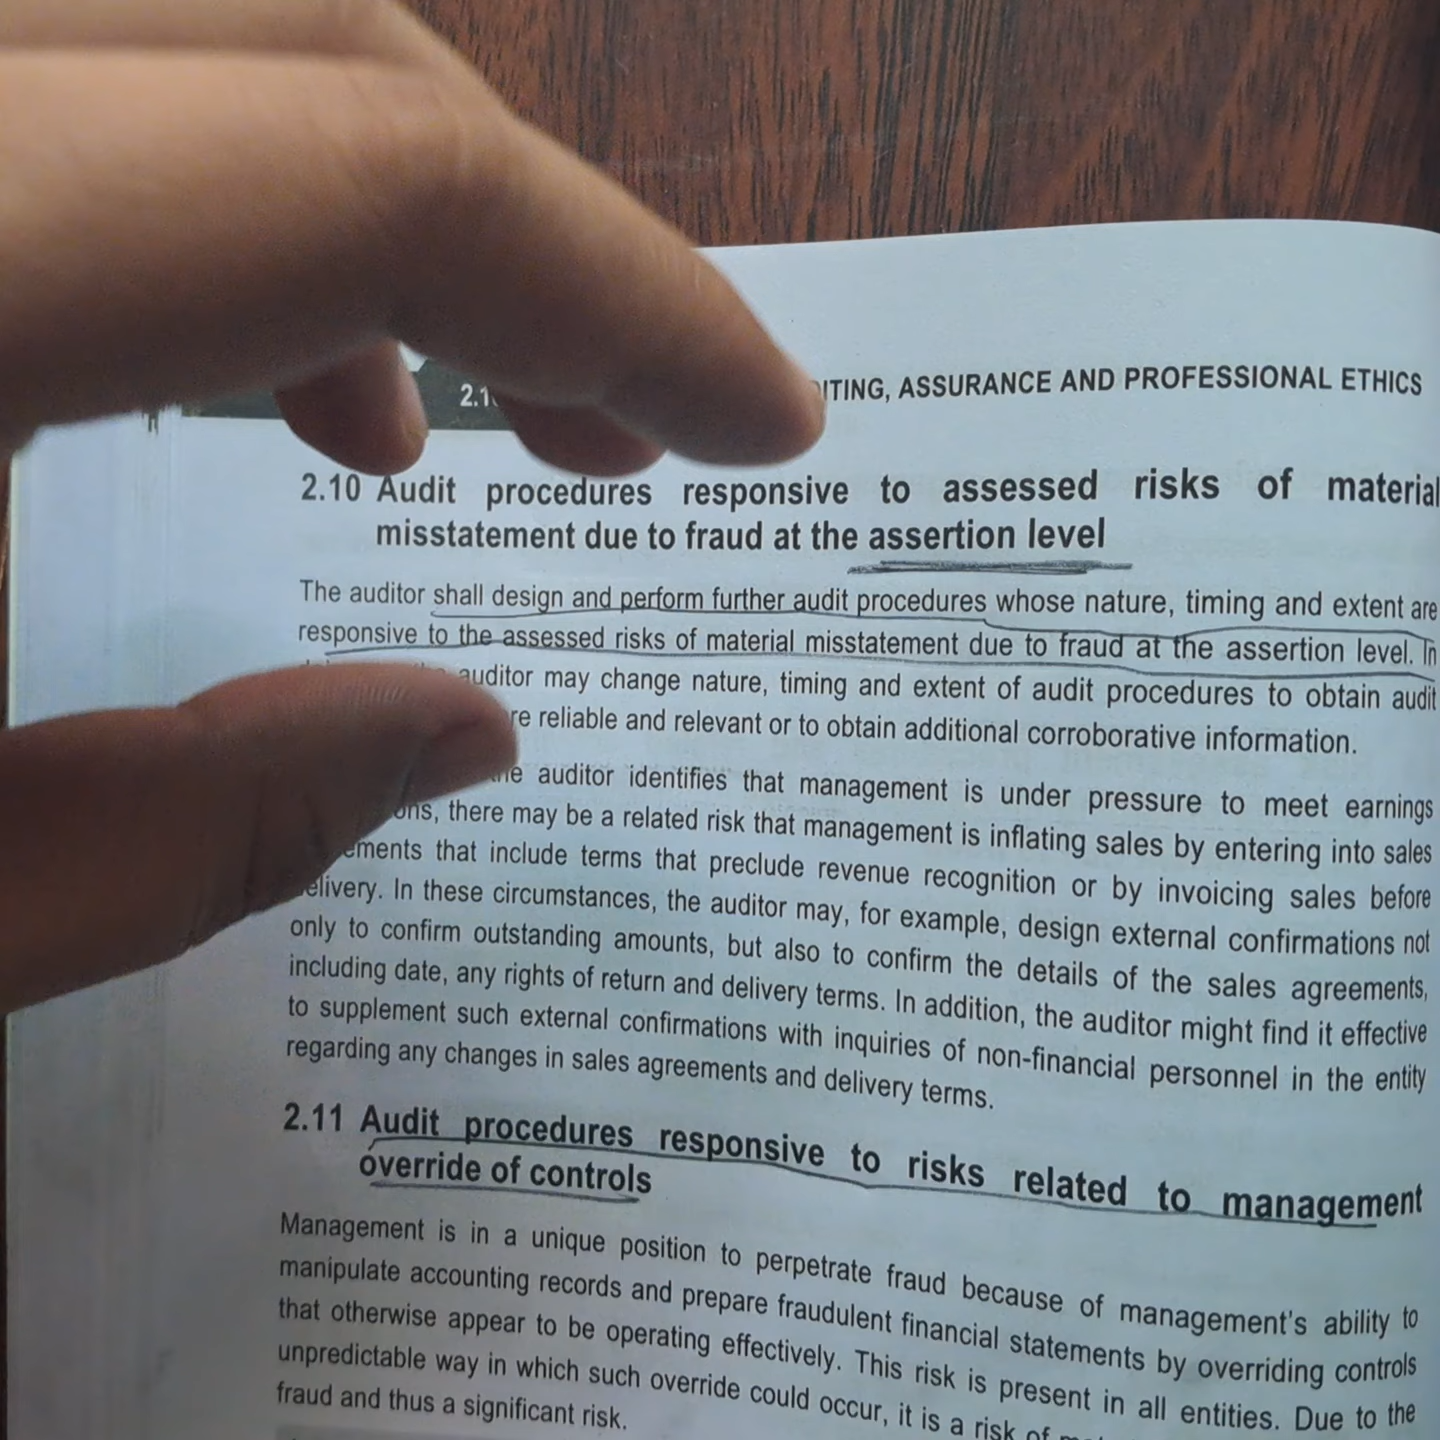 ITING, ASSURANCE AND PROFESSIONAL ETHICS
2.10 Audit procedures responsive to assessed risks of material
misstatement due to fraud at the assertion level
The auditor shall design and perform further audit procedures whose nature, timing and extent are
responsive to the assessed risks of material misstatement due to fraud at the assertion level. In
auditor may change nature, timing and extent of audit procedures to obtain audit
reliable and relevant or to obtain additional corroborative information.
auditor identifies that management is under pressure to meet earnings
there may be a related risk that management is inflating sales by entering into sales
that include terms that preclude revenue recognition or by invoicing sales before
delivery. In these circumstances, the auditor may, for example, design external confirmations not
only to confirm outstanding amounts, but also to confirm the details of the sales agreements,
including date, any rights of return and delivery terms. In addition, the auditor might find it effective
to supplement such external confirmations with inquiries of non-financial personnel in the entity
regarding any changes in sales agreements and delivery terms.
2.11 Audit procedures responsive to risks related to management
override of controls
Management is in a unique position to perpetrate fraud because of management's ability to
manipulate accounting records and prepare fraudulent financial statements by overriding controls
that otherwise appear to be operating effectively. This risk is present in all entities. Due to the
unpredictable way in which such override could occur, it is a risk of
fraud and thus a significant risk.